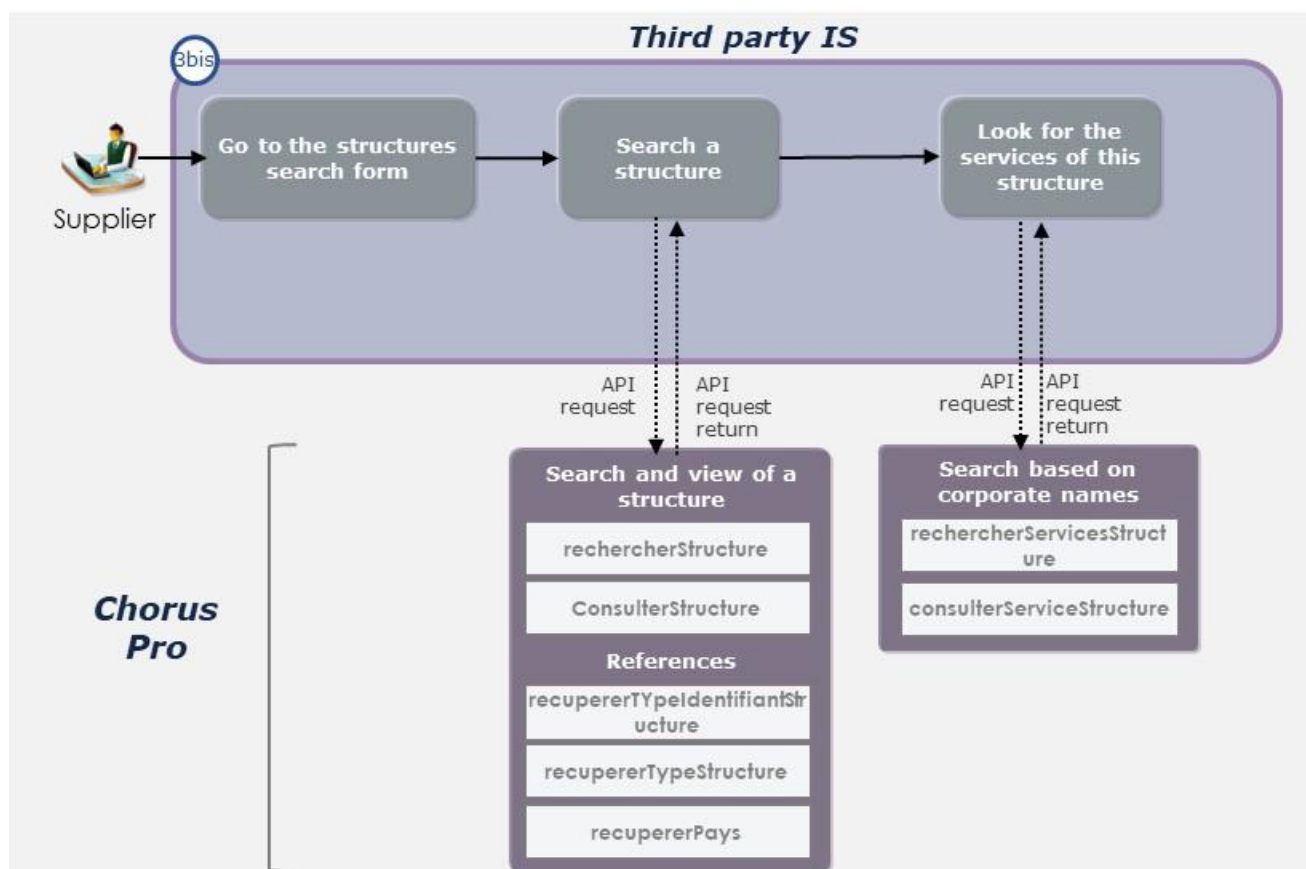 Third party IS
3bis
Go to the structures
search form
Search a
structure
Look for the
services of this
structure
Supplier
API
request
API
request
return
API
request
API
request
return
Search and view of a
structure
rechercherStructure
ConsulterStructure
References
recupererTYpeIdentifiantStr
ucture
recupererTypeStructure
recupererPays
Search based on
corporate names
rechercherServicesStruct
ure
consulterServiceStructure
Chorus
Pro